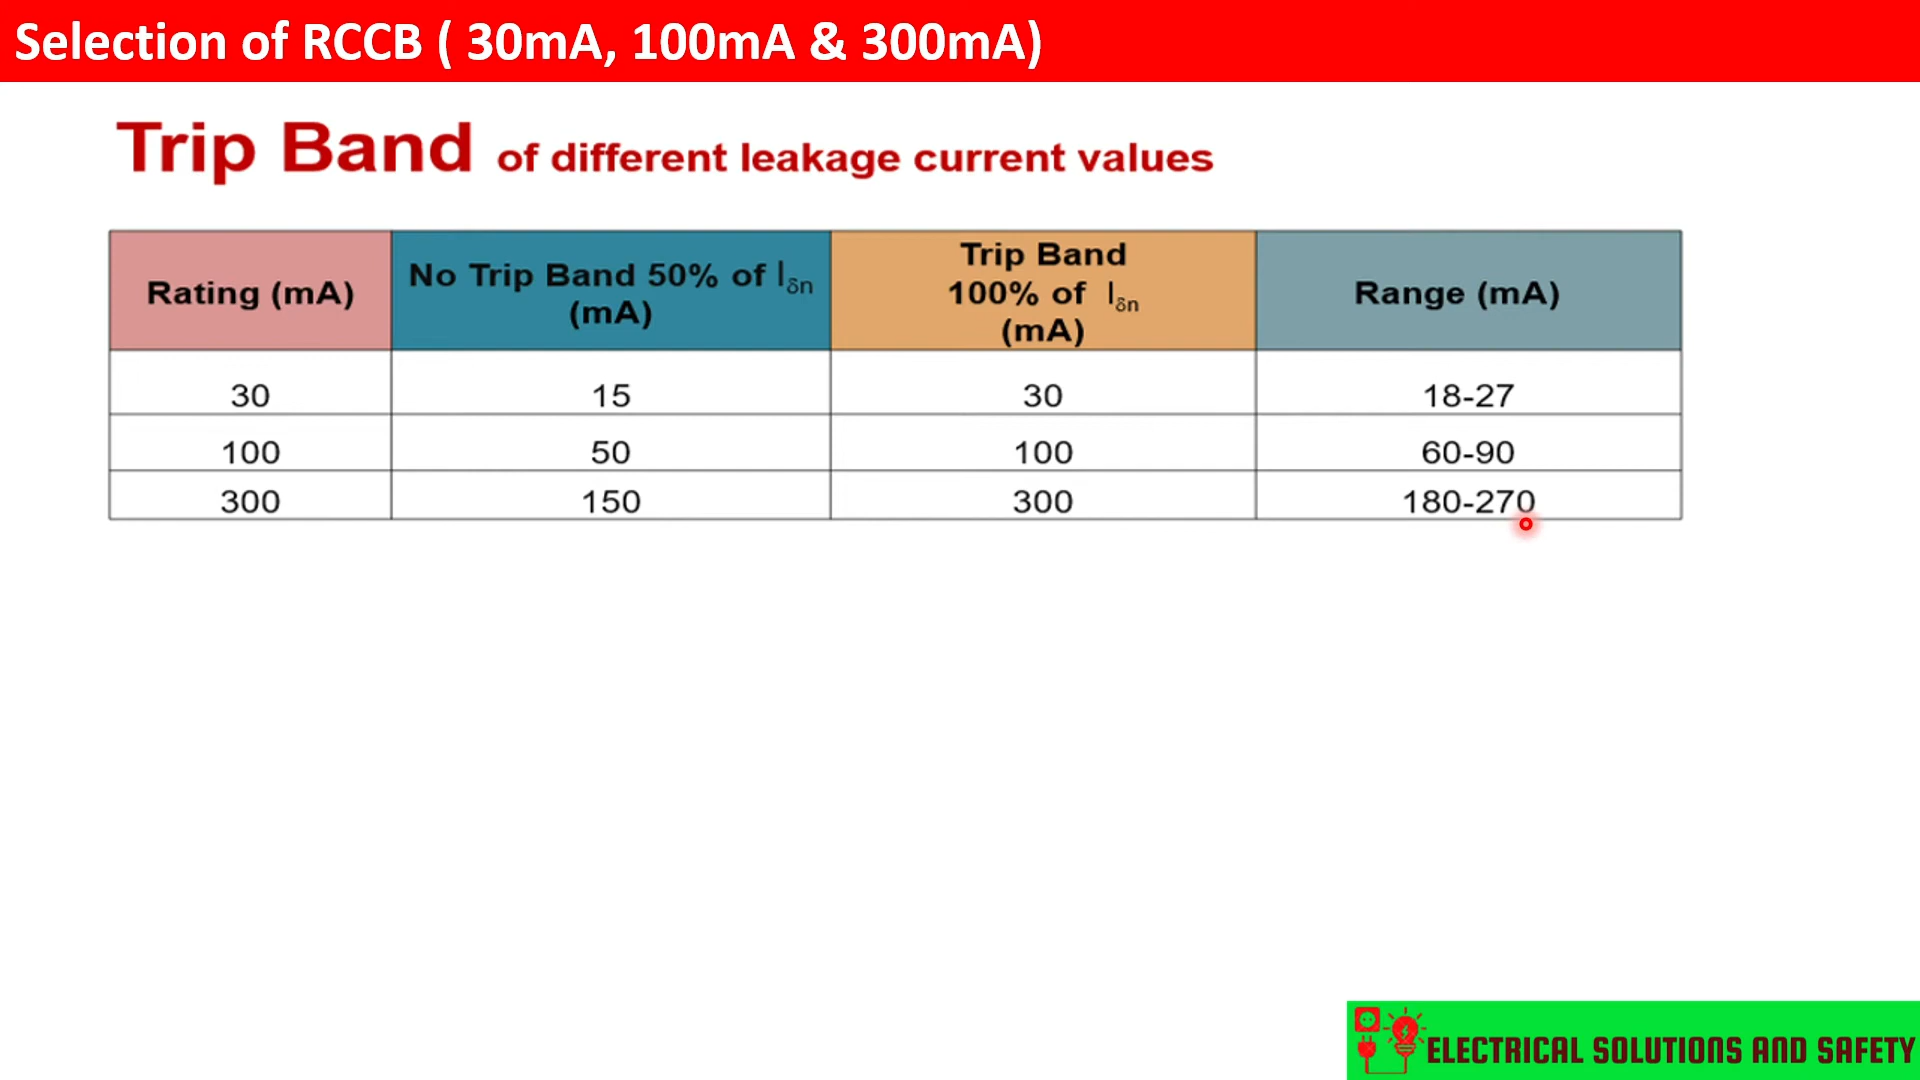 Selection of RCCB ( 30mA, 100mA & 300mA)
Trip Band of different leakage current values
Rating (mA)
No Trip Band 50% of Iδn
(mA)
Trip Band
100% of Iδn
(mA)
Range (mA)
30 15 30 18-27
100 50 100 60-90
300 150 300 180-270
ELECTRICAL SOLUTIONS AND SAFETY